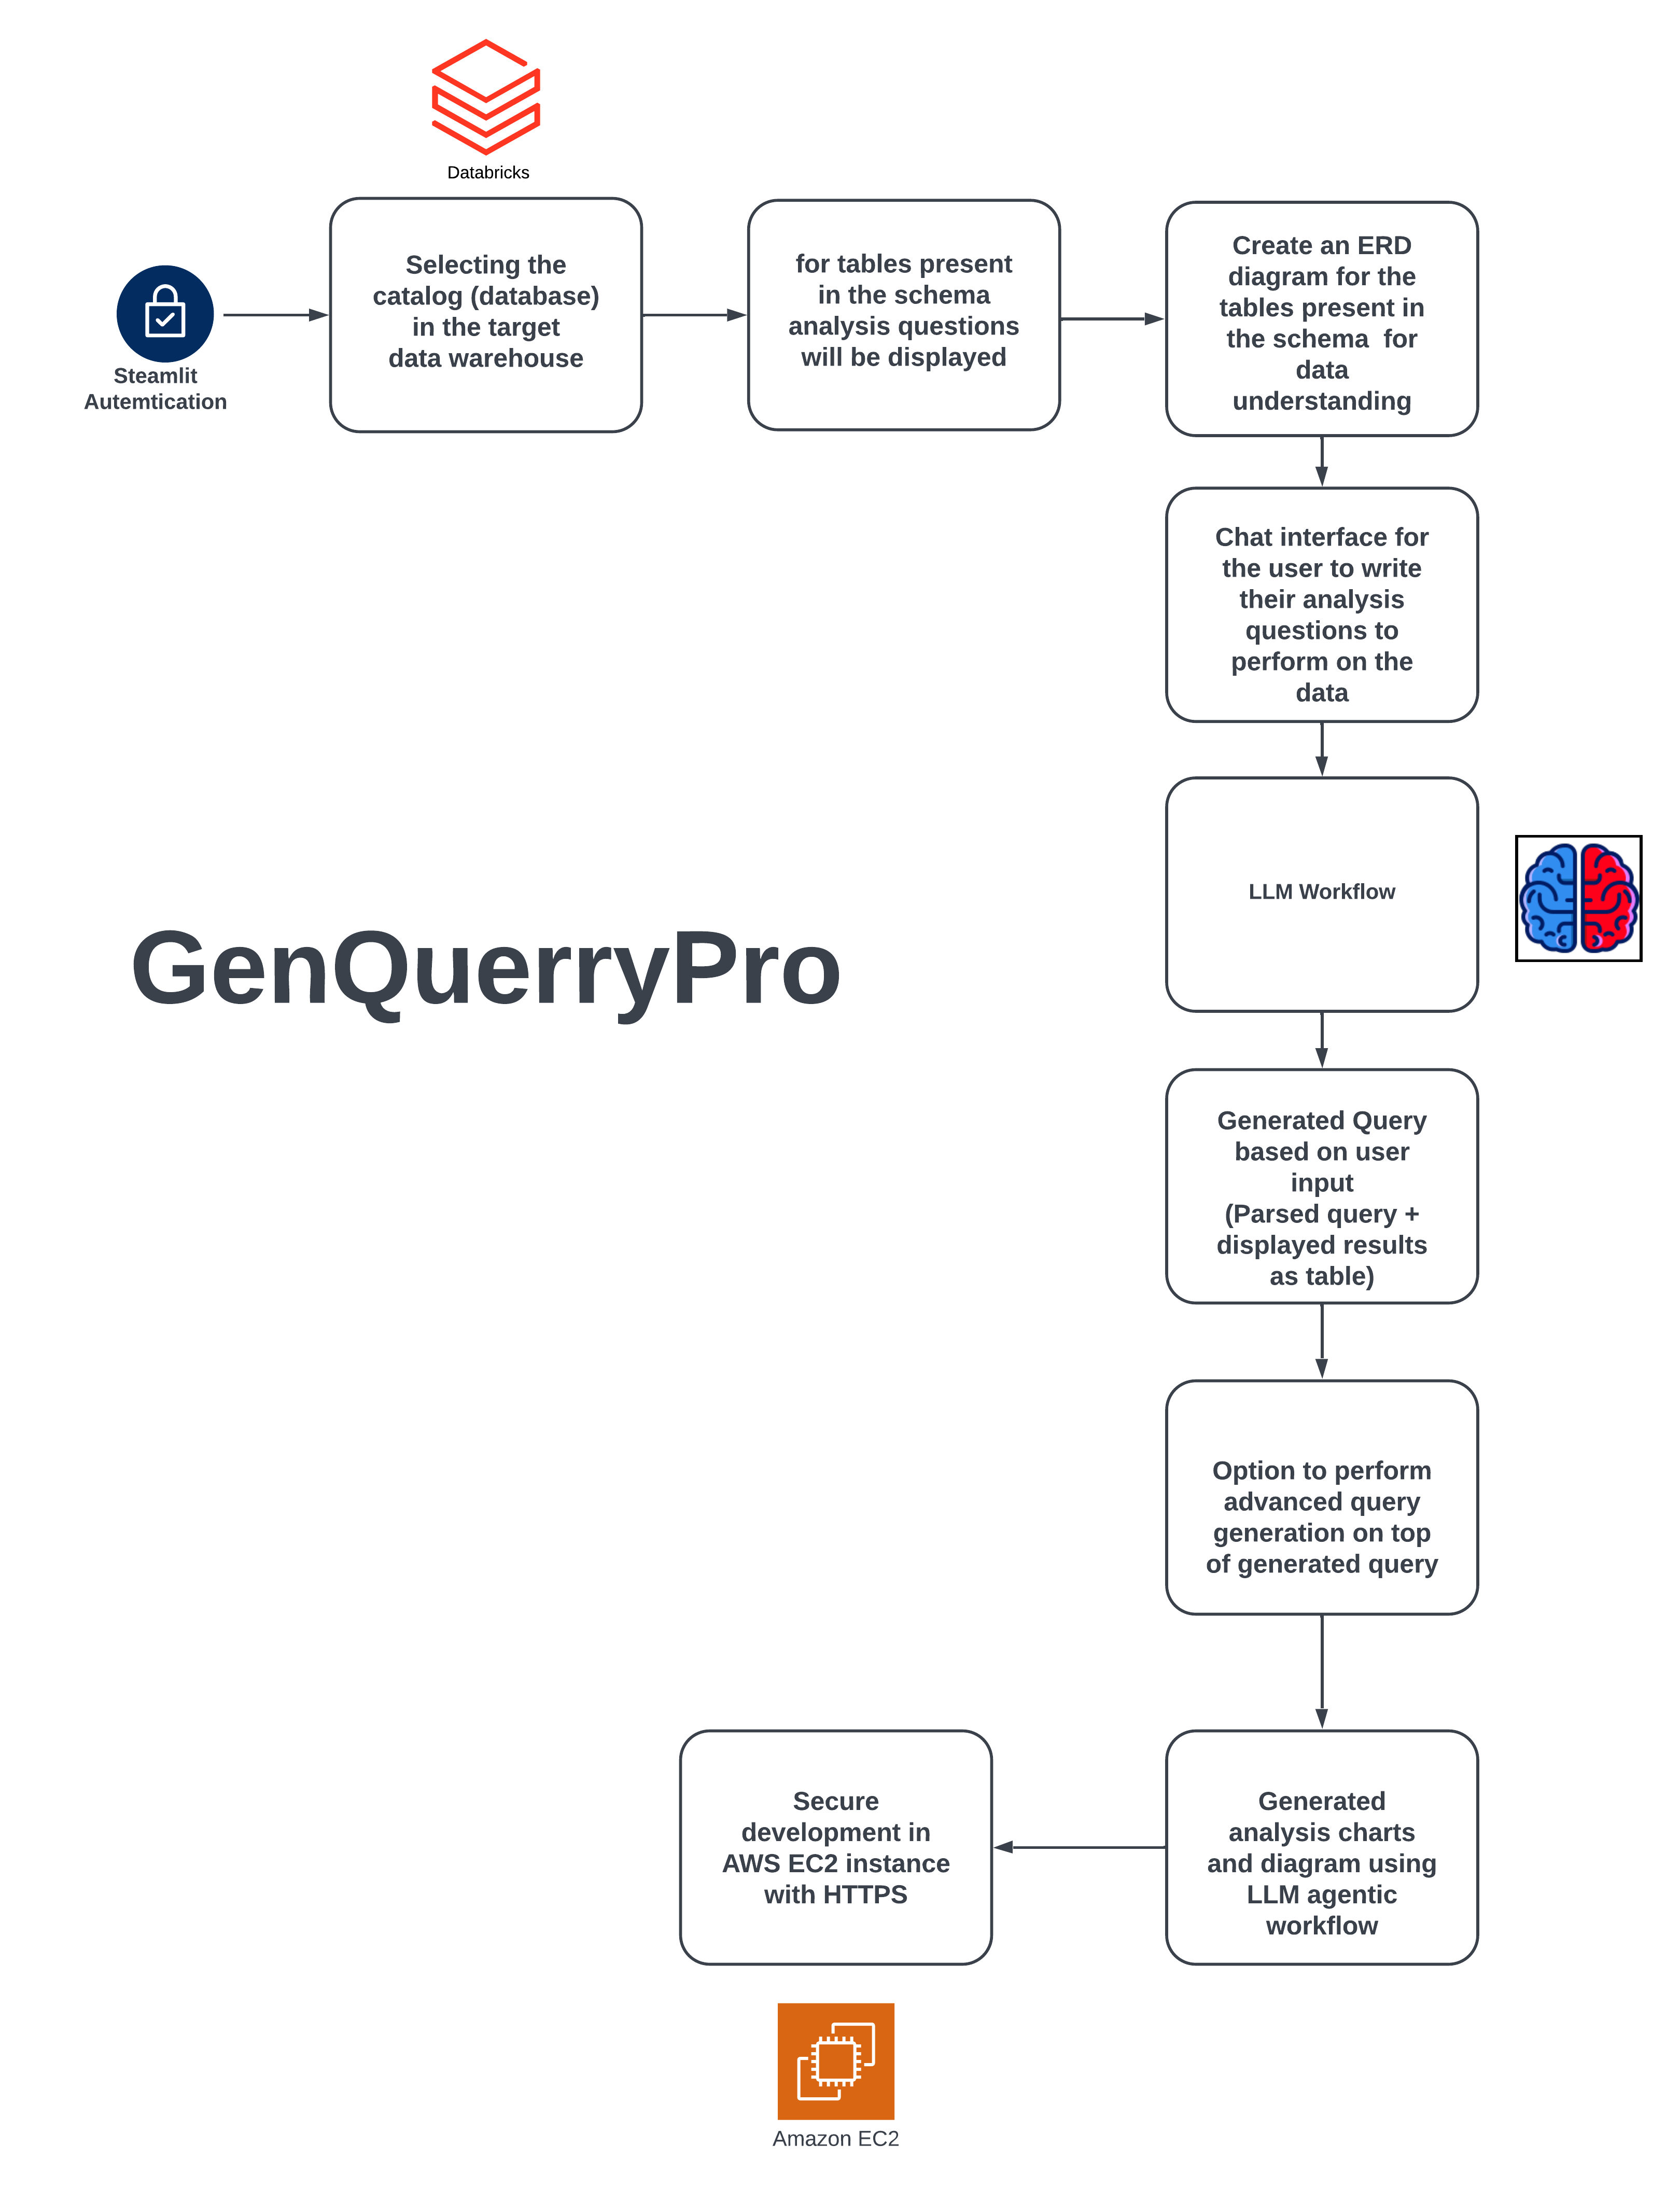 Databricks
Steamlit
Autemtication
Selecting the
catalog (database)
in the target
data warehouse
for tables present
in the schema
analysis questions
will be displayed
Create an ERD
diagram for the
tables present in
the schema  for
data
understanding
Chat interface for
the user to write
their analysis
questions to
perform on the
data
LLM Workflow
GenQuerryPro
Generated Query
based on user
input
(Parsed query +
displayed results
as table)
Option to perform
advanced query
generation on top
of generated query
Generated
analysis charts
and diagram using
LLM agentic
workflow
Secure
development in
AWS EC2 instance
with HTTPS
Amazon EC2